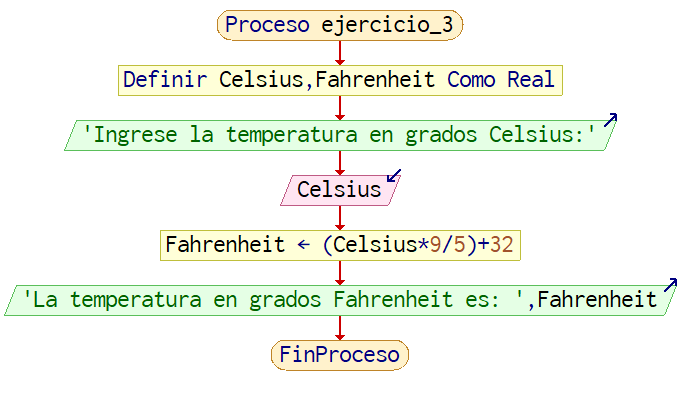 Proceso ejercicio_3
Definir Celsius,Fahrenheit Como Real
'Ingrese la temperatura en grados Celsius:'
Celsius
Fahrenheit ← (Celsius*9/5)+32
'La temperatura en grados Fahrenheit es: ',Fahrenheit
FinProceso